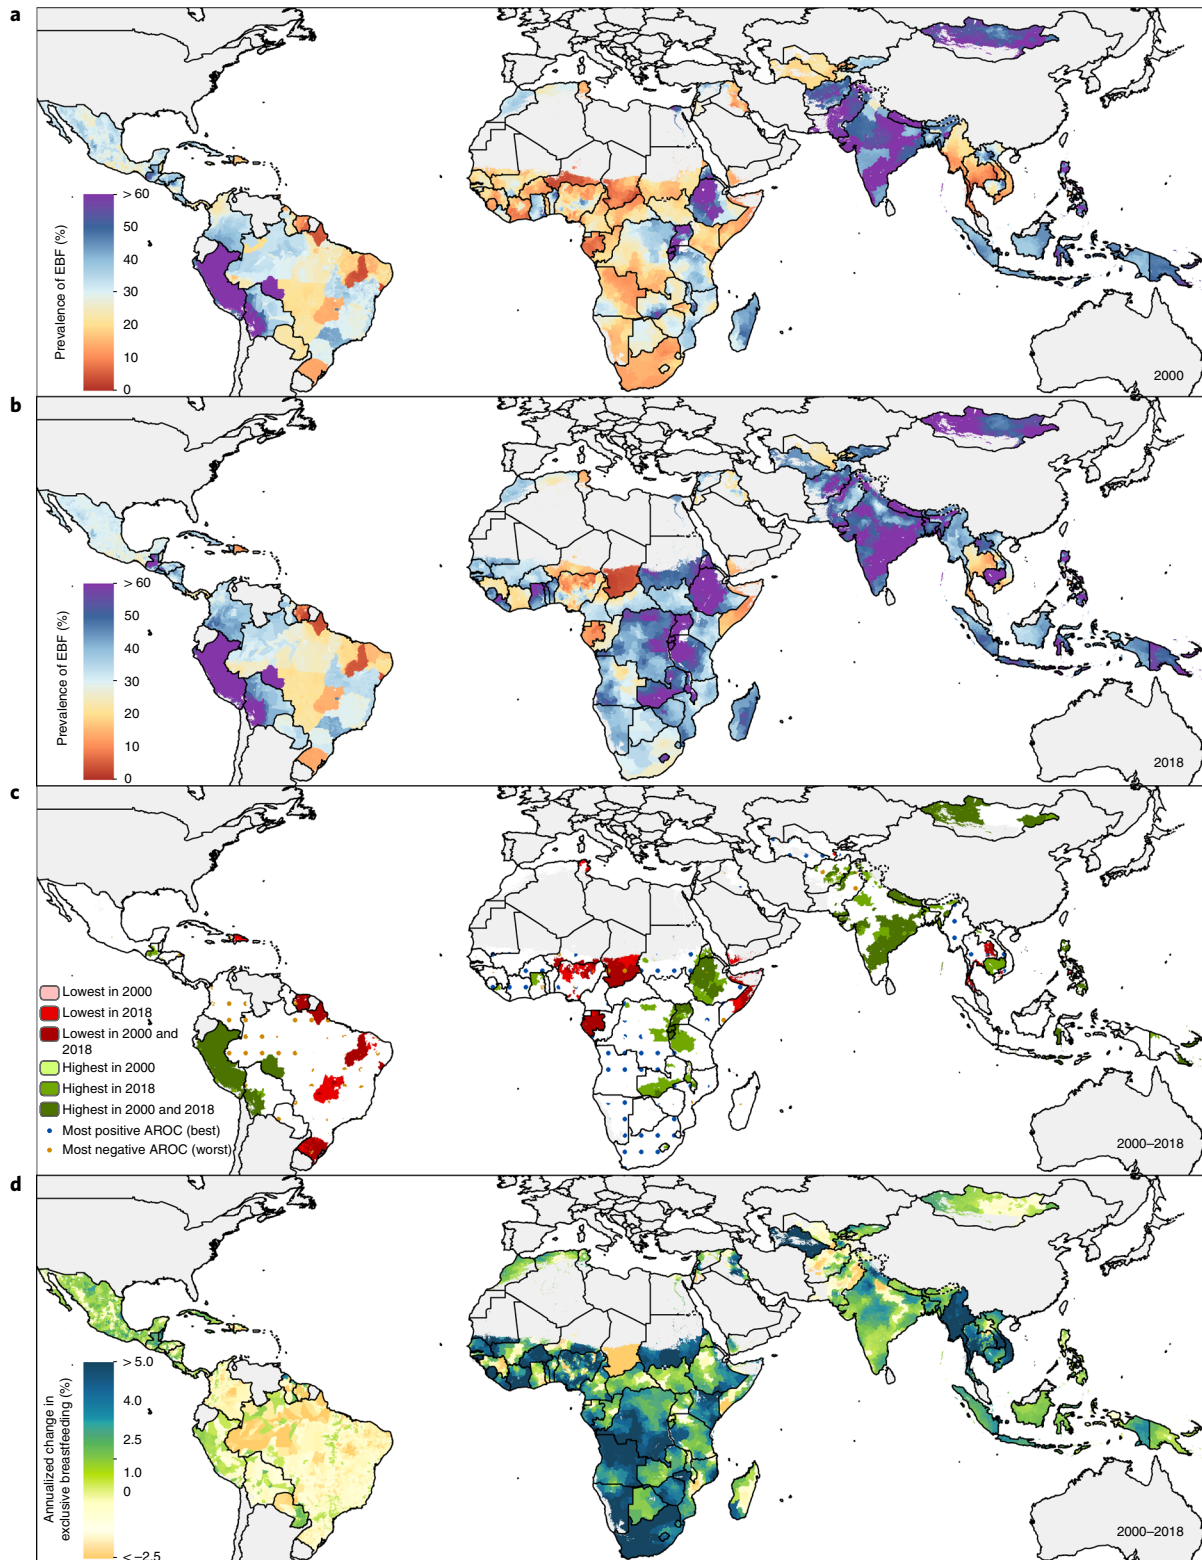 a
Prevalence of EBF (%)
> 60
50
40
30
20
10
0
2000
b
Prevalence of EBF (%)
> 60
50
40
30
20
10
0
2018
c
Lowest in 2000
Lowest in 2018
Lowest in 2000 and
2018
Highest in 2000
Highest in 2018
Highest in 2000 and 2018
Most positive AROC (best)
Most negative AROC (worst)
2000–2018
d
Annualized change in
exclusive breastfeeding (%)
> 5.0
4.0
2.5
1.0
0
< −2.5
2000–2018